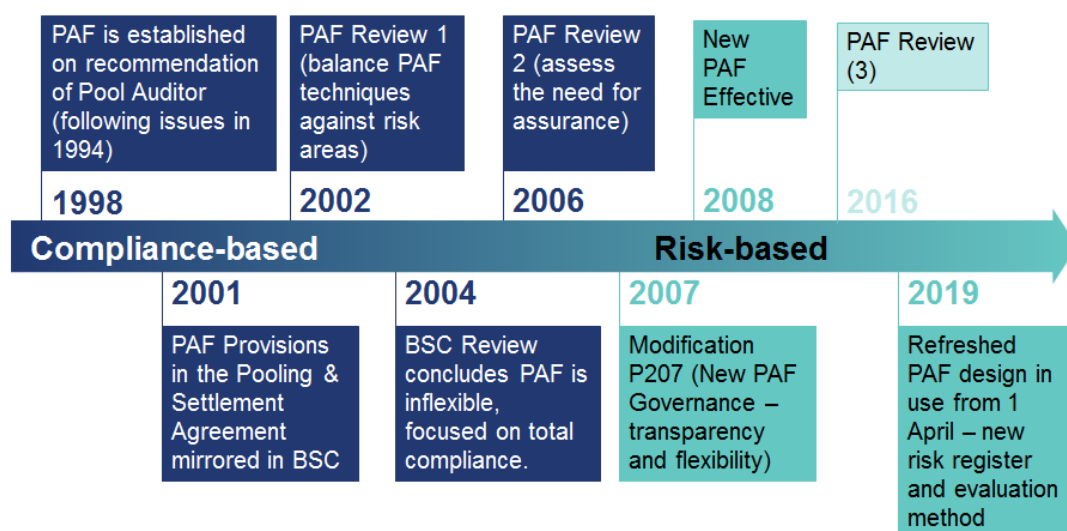 PAF is established
on recommendation
of Pool Auditor
(following issues in
1994)
1998
PAF Review 1
(balance PAF
techniques
against risk
areas)
2002
PAF Review
2 (assess
the need for
assurance)
2006
New
PAF
Effective
2008
PAF Review
(3)
2016
Compliance-based
Risk-based
2001
PAF Provisions
in the Pooling &
Settlement
Agreement
mirrored in BSC
2004
BSC Review
concludes PAF is
inflexible,
focused on total
compliance.
2007
Modification
P207 (New PAF
Governance –
transparency
and flexibility)
2019
Refreshed
PAF design in
use from 1
April – new
risk register
and evaluation
method